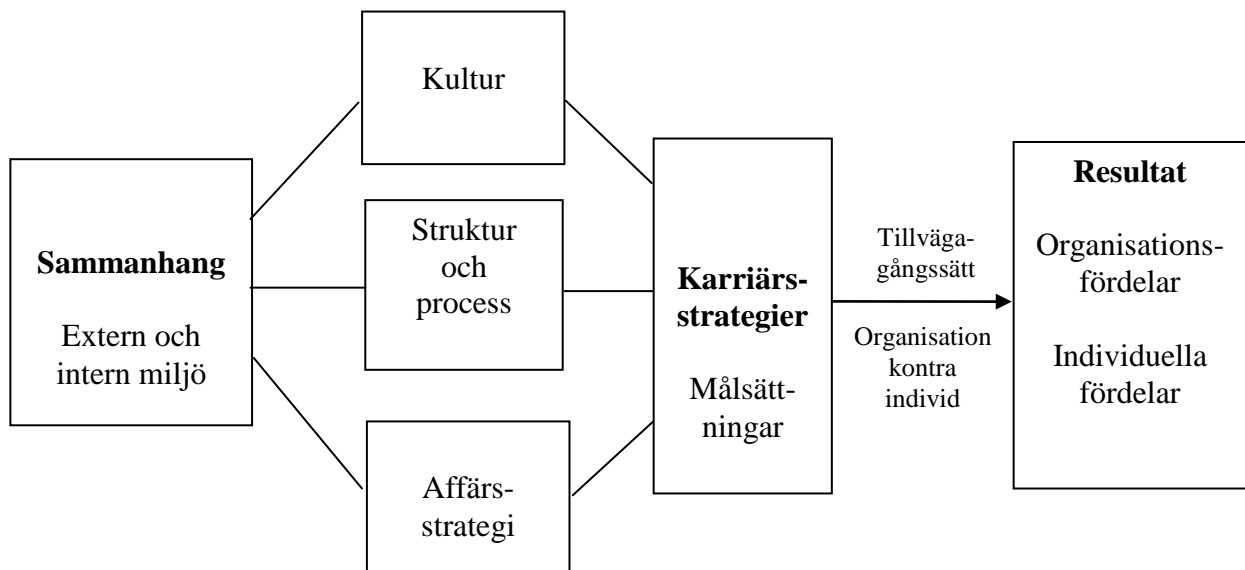 Sammanhang
Extern och
intern miljö
Kultur
Struktur
och
process
Affärs-
strategi
Karriärs-
strategier
Målsätt-
ningar
Tillväga-
gångssätt
Organisation
kontra
individ
Resultat
Organisations-
fördelar
Individuella
fördelar